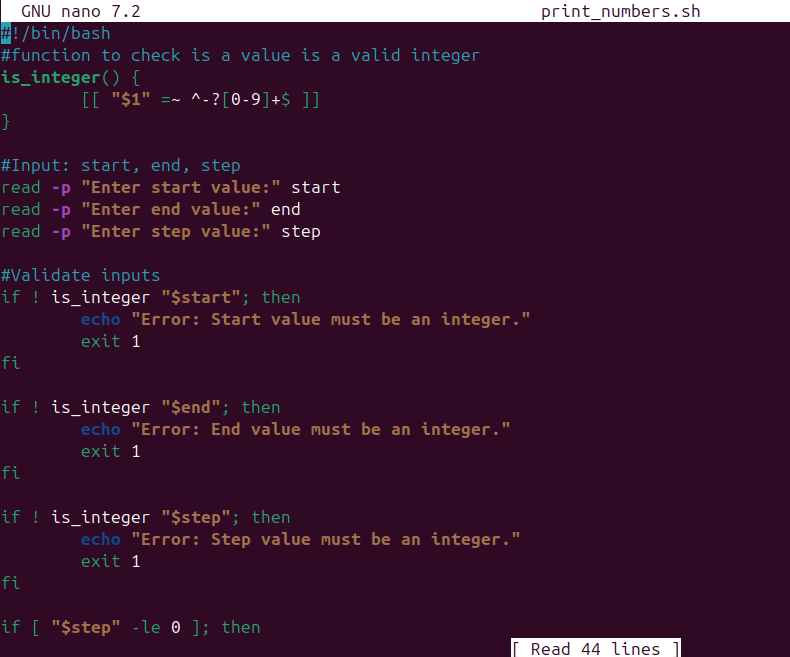 GNU nano 7.2 print_numbers.sh
#!/bin/bash
#function to check is a value is a valid integer
is_integer() {
        [[ "$1" =~ ^-?[0-9]+$ ]]
}

#Input: start, end, step
read -p "Enter start value:" start
read -p "Enter end value:" end
read -p "Enter step value:" step

#Validate inputs
if ! is_integer "$start"; then
        echo "Error: Start value must be an integer."
        exit 1
fi

if ! is_integer "$end"; then
        echo "Error: End value must be an integer."
        exit 1
fi

if ! is_integer "$step"; then
        echo "Error: Step value must be an integer."
        exit 1
fi

if [ "$step" -le 0 ]; then
[ Read 44 lines ]